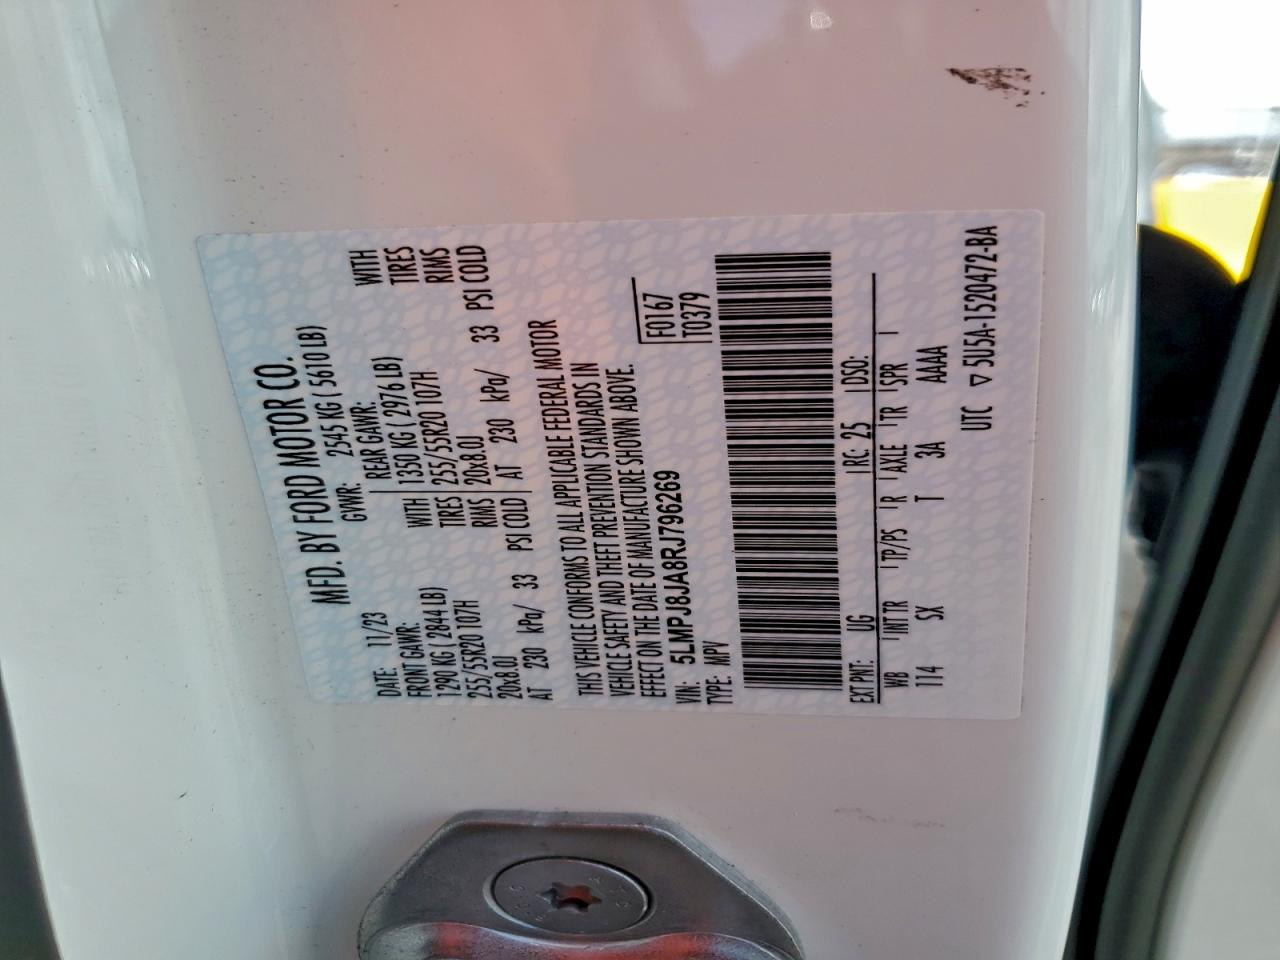 MFD. BY FORD MOTOR CO.
DATE: 11/23 GVWR: 2545 KG ( 5610 LB)
FRONT GAWR: REAR GAWR: WITH
1290 KG ( 2844 LB) WITH 1350 KG ( 2976 LB) TIRES
255/55R20 107H TIRES 255/55R20 107H RIMS
20x8.0J RIMS 20x8.0J
AT 230 kPa/ 33 PSI COLD AT 230 kPa/ 33 PSI COLD
THIS VEHICLE CONFORMS TO ALL APPLICABLE FEDERAL MOTOR
VEHICLE SAFETY AND THEFT PREVENTION STANDARDS IN
EFFECT ON THE DATE OF MANUFACTURE SHOWN ABOVE.
VIN: 5LMPJ8JA8RJ796269 F0167
TYPE: MPV T0379
EXT PNT: UG RC: 25 DSO:
WB INT TR TP/PS R AXLE TR SPR
114 SX T 3A AAAA
UTC ▽ 5U5A-1520472-BA